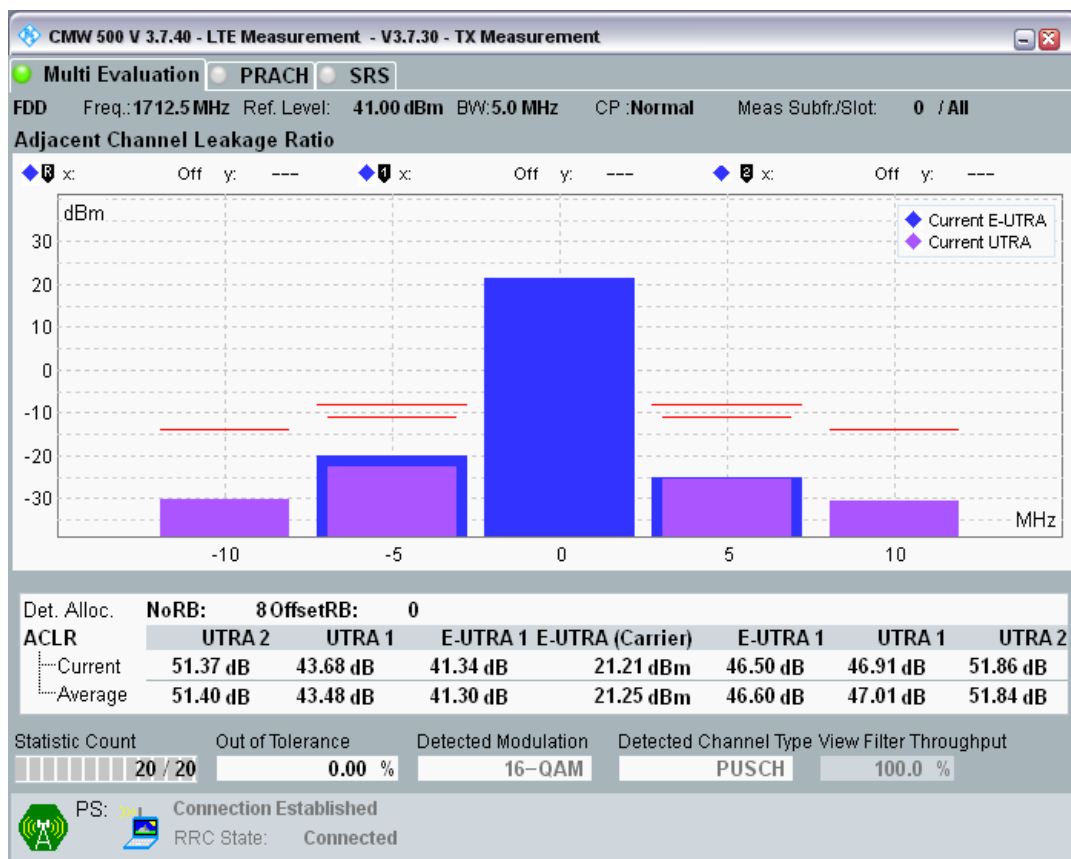 CMW 500 V 3.7.40 - LTE Measurement  - V3.7.30 - TX Measurement
Multi Evaluation PRACH SRS
FDD Freq.: 1712.5 MHz Ref. Level: 41.00 dBm BW: 5.0 MHz CP : Normal Meas Subfr./Slot: 0 / All
Adjacent Channel Leakage Ratio
R x: Off y: --- 1 x: Off y: --- 2 x: Off y: ---
dBm
Current E-UTRA
Current UTRA
30
20
10
0
-10
-20
-30
MHz
-10 -5 0 5 10
Det. Alloc. NoRB: 8 OffsetRB: 0
ACLR UTRA 2 UTRA 1 E-UTRA 1 E-UTRA (Carrier) E-UTRA 1 UTRA 1 UTRA 2
Current 51.37 dB 43.68 dB 41.34 dB 21.21 dBm 46.50 dB 46.91 dB 51.86 dB
Average 51.40 dB 43.48 dB 41.30 dB 21.25 dBm 46.60 dB 47.01 dB 51.84 dB
Statistic Count Out of Tolerance Detected Modulation Detected Channel Type View Filter Throughput
20 / 20 0.00 % 16-QAM PUSCH 100.0 %
PS: Connection Established
RRC State: Connected